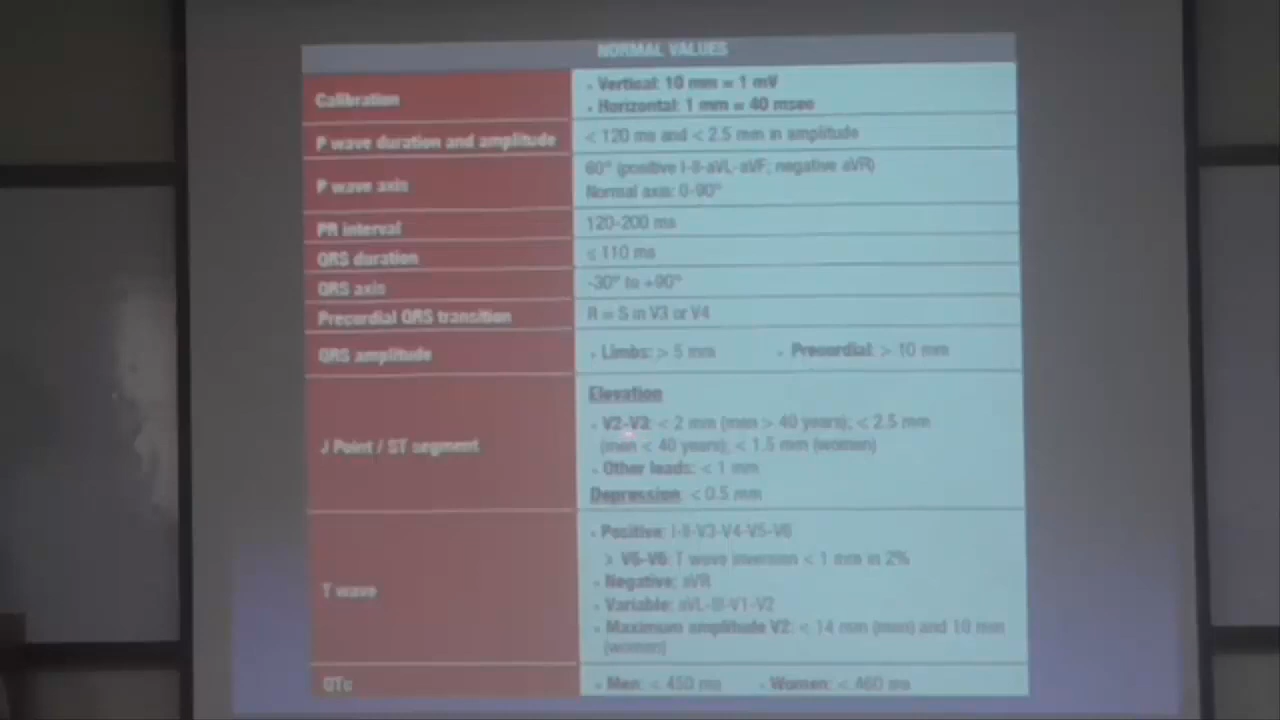 NORMAL VALUES
Calibration
• Vertical: 10 mm = 1 mV
• Horizontal: 1 mm = 40 msec
P wave duration and amplitude
< 120 ms and < 2.5 mm in amplitude
P wave axis
60° (positive I-II-aVL-aVF; negative aVR)
Normal axis: 0-90°
PR interval
120-200 ms
QRS duration
≤ 110 ms
QRS axis
-30° to +90°
Precordial QRS transition
R = S in V3 or V4
QRS amplitude
• Limbs: > 5 mm • Precordial: > 10 mm
J Point / ST segment
Elevation
• V2-V3: < 2 mm (men > 40 years); < 2.5 mm
(men < 40 years); < 1.5 mm (women)
• Other leads: < 1 mm
Depression: < 0.5 mm
T wave
• Positive: I-II-V3-V4-V5-V6
> V5-V6: T wave inversion < 1 mm in 2%
• Negative: aVR
• Variable: aVL-III-V1-V2
• Maximum amplitude V2: < 14 mm (men) and 10 mm
(women)
QTc
• Men: < 450 ms • Women: < 460 ms